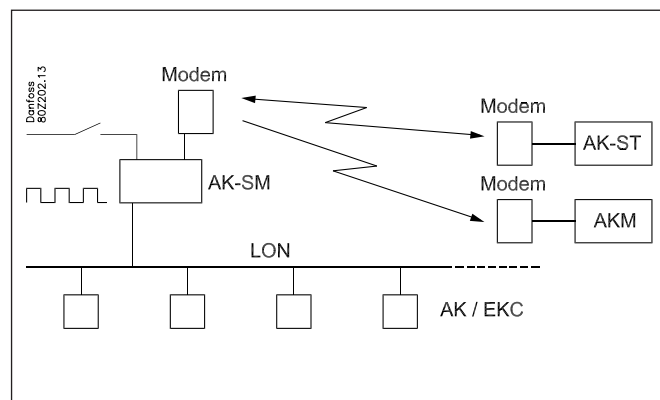 Danfoss
80Z202.13
Modem
Modem
AK-ST
AK-SM
Modem
AKM
LON
AK / EKC